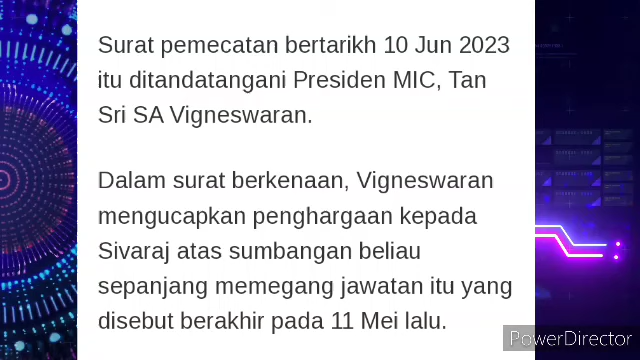 Surat pemecatan bertarikh 10 Jun 2023
itu ditandatangani Presiden MIC, Tan
Sri SA Vigneswaran.
Dalam surat berkenaan, Vigneswaran
mengucapkan penghargaan kepada
Sivaraj atas sumbangan beliau
sepanjang memegang jawatan itu yang
disebut berakhir pada 11 Mei lalu.
PowerDirector